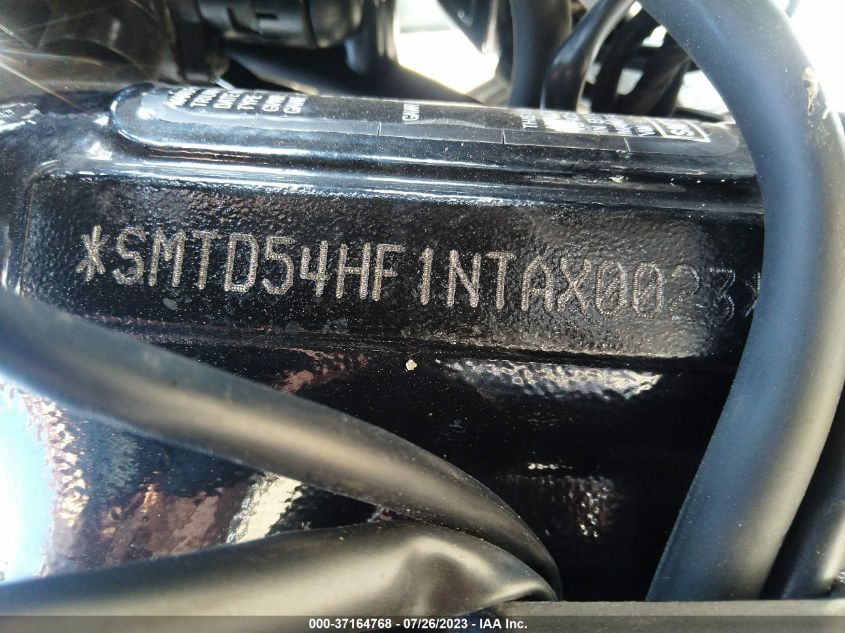 *SMTD54HF1NTAX0023*
000-37164768 - 07/26/2023 - IAA Inc.